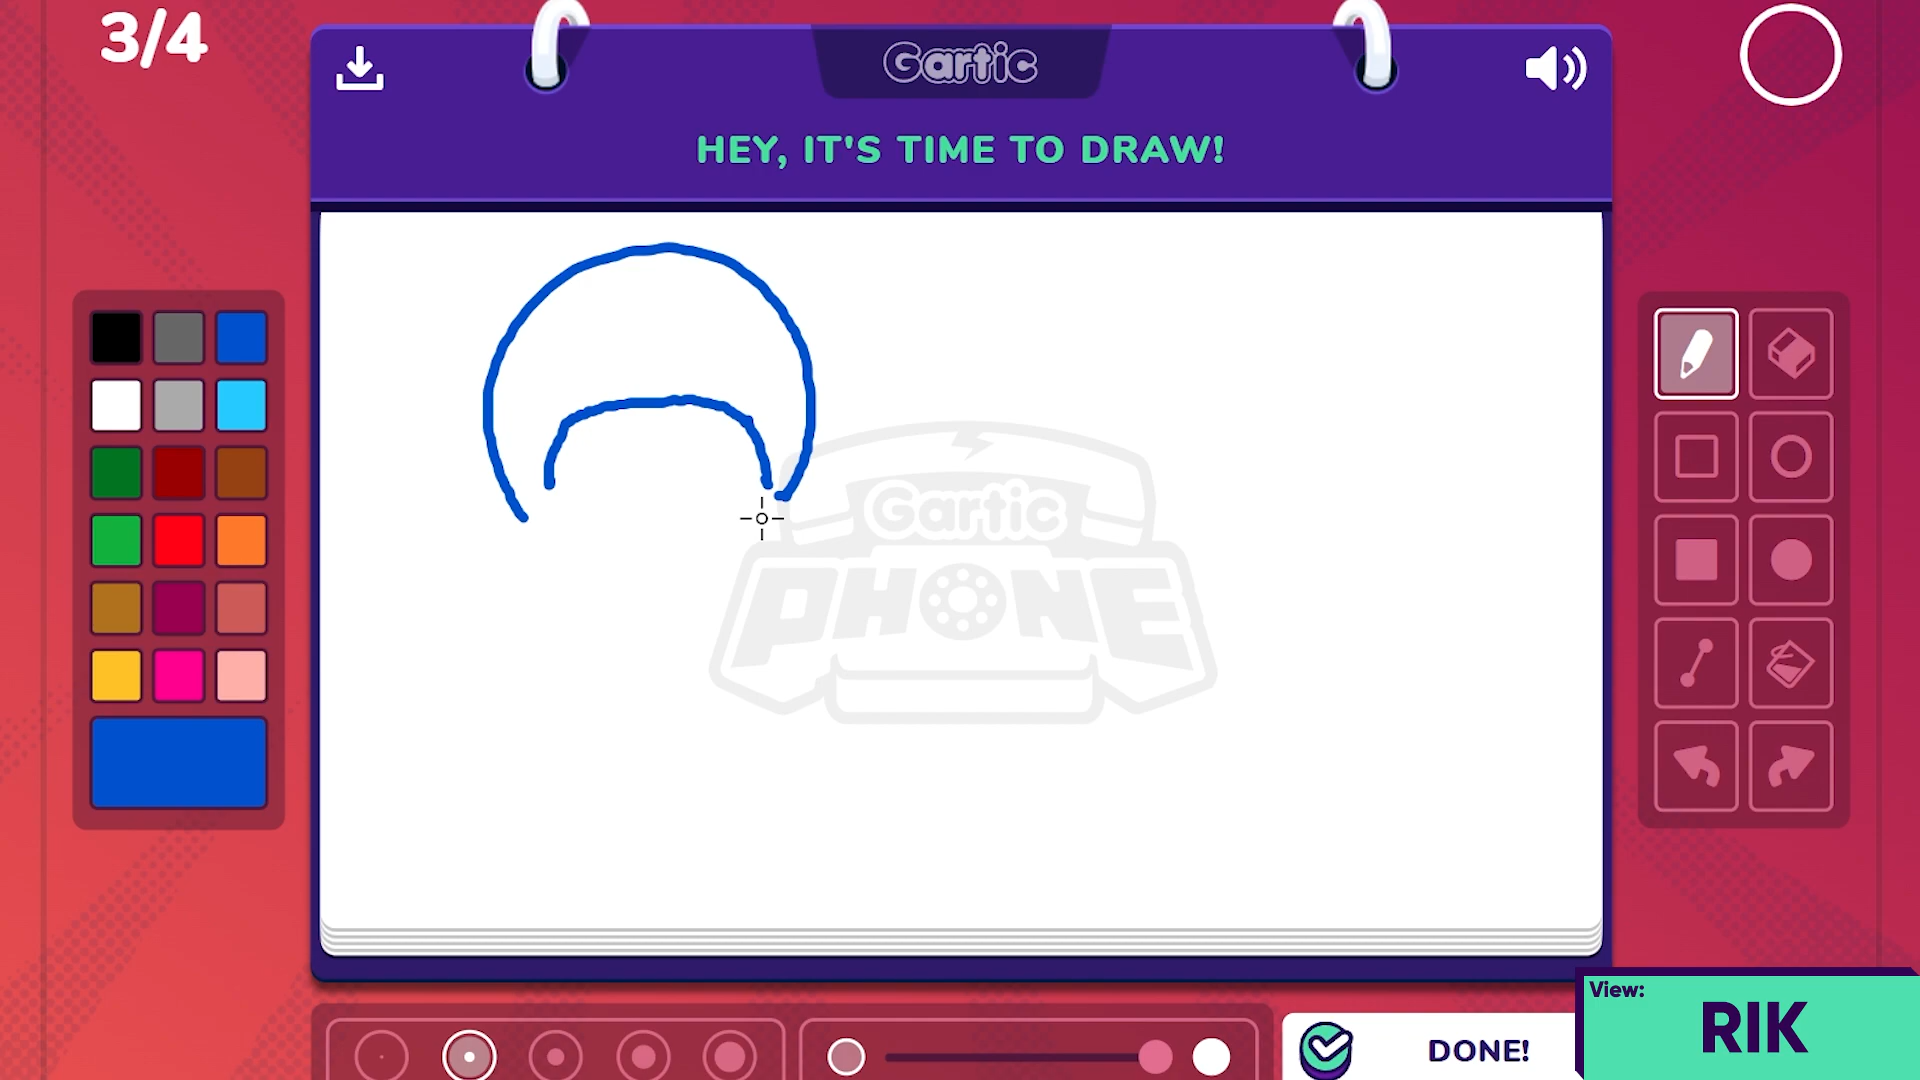 3/4
Gartic
HEY, IT'S TIME TO DRAW!
Gartic
PHONE
DONE!
View:
RIK